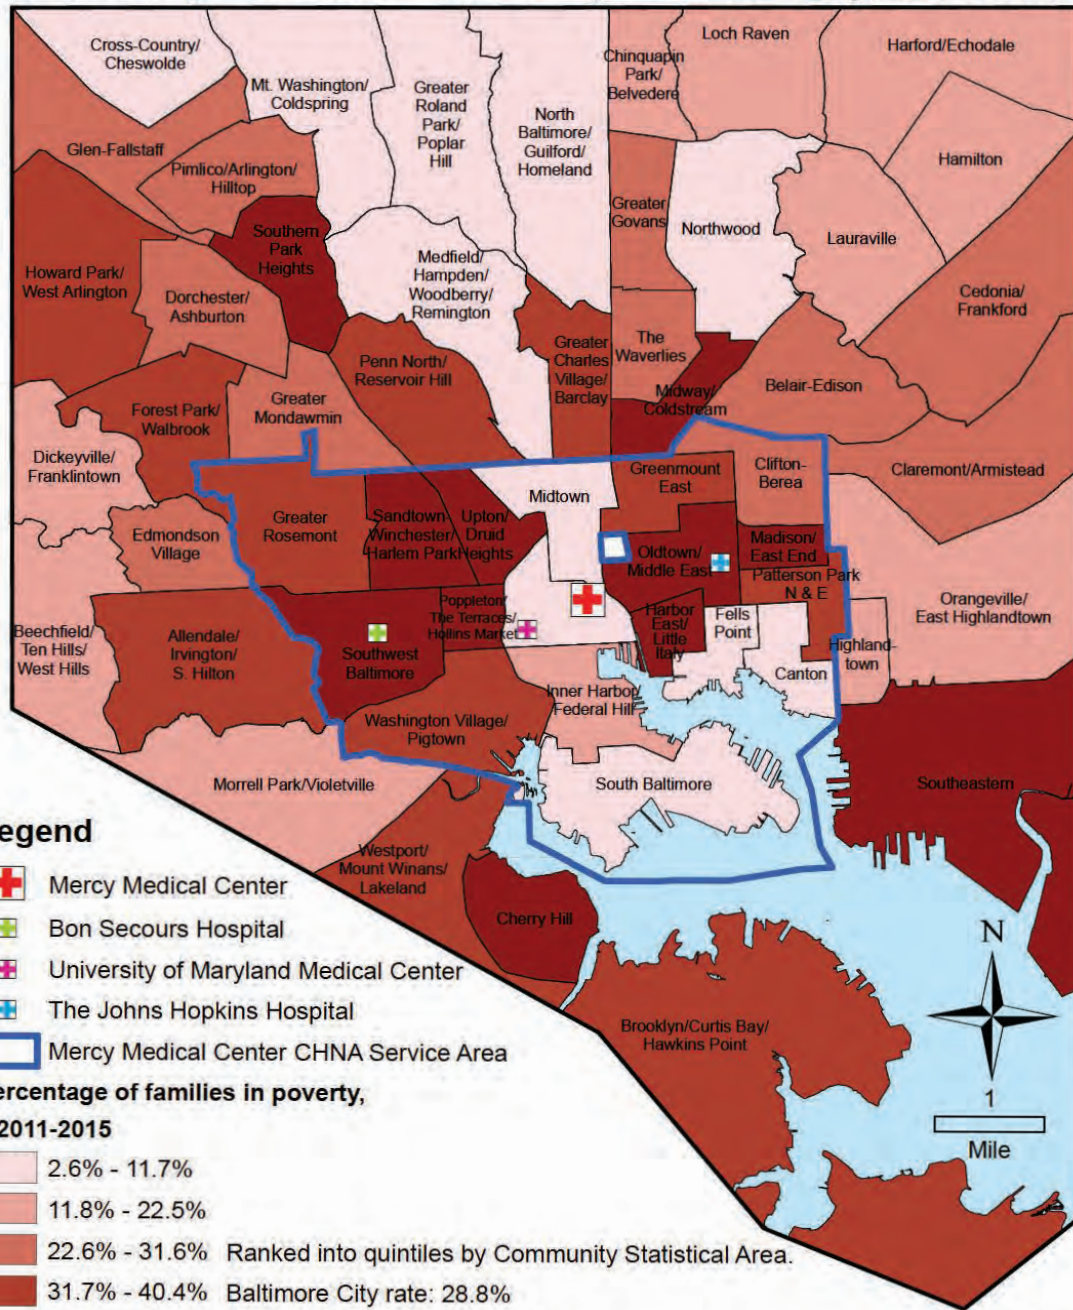 Cross-Country/
Cheswolde
Mt. Washington/
Coldspring
Greater
Roland
Park/
Poplar
Hill
North
Baltimore/
Guilford/
Homeland
Chinquapin
Park/
Belvedere
Loch Raven
Harford/Echodale
Glen-Fallstaff
Pimlico/Arlington/
Hilltop
Hamilton
Southern
Park
Heights
Greater
Govans
Northwood
Lauraville
Howard Park/
West Arlington
Dorchester/
Ashburton
Medfield/
Hampden/
Woodberry/
Remington
Cedonia/
Frankford
Penn North/
Reservoir Hill
Greater
Charles
Village/
Barclay
The
Waverlies
Midway/
Coldstream
Belair-Edison
Forest Park/
Walbrook
Greater
Mondawmin
Dickeyville/
Franklintown
Claremont/Armistead
Edmondson
Village
Greater
Rosemont
Sandtown-
Winchester/
Harlem Park
Upton/
Druid
Heights
Midtown
Greenmount
East
Clifton-
Berea
Oldtown/
Middle East
Madison/
East End
Patterson Park
N & E
Orangeville/
East Highlandtown
Beechfield/
Ten Hills/
West Hills
Allendale/
Irvington/
S. Hilton
Southwest
Baltimore
Poppleton/
The Terraces/
Hollins Market
Harbor
East/
Little
Italy
Fells
Point
Canton
Highland-
town
Inner Harbor/
Federal Hill
Washington Village/
Pigtown
Morrell Park/Violetville
South Baltimore
Southeastern
Westport/
Mount Winans/
Lakeland
Cherry Hill
Brooklyn/Curtis Bay/
Hawkins Point
N
1
Mile
egend
Mercy Medical Center
Bon Secours Hospital
University of Maryland Medical Center
The Johns Hopkins Hospital
Mercy Medical Center CHNA Service Area
ercentage of families in poverty,
2011-2015
2.6% - 11.7%
11.8% - 22.5%
22.6% - 31.6% Ranked into quintiles by Community Statistical Area.
31.7% - 40.4% Baltimore City rate: 28.8%